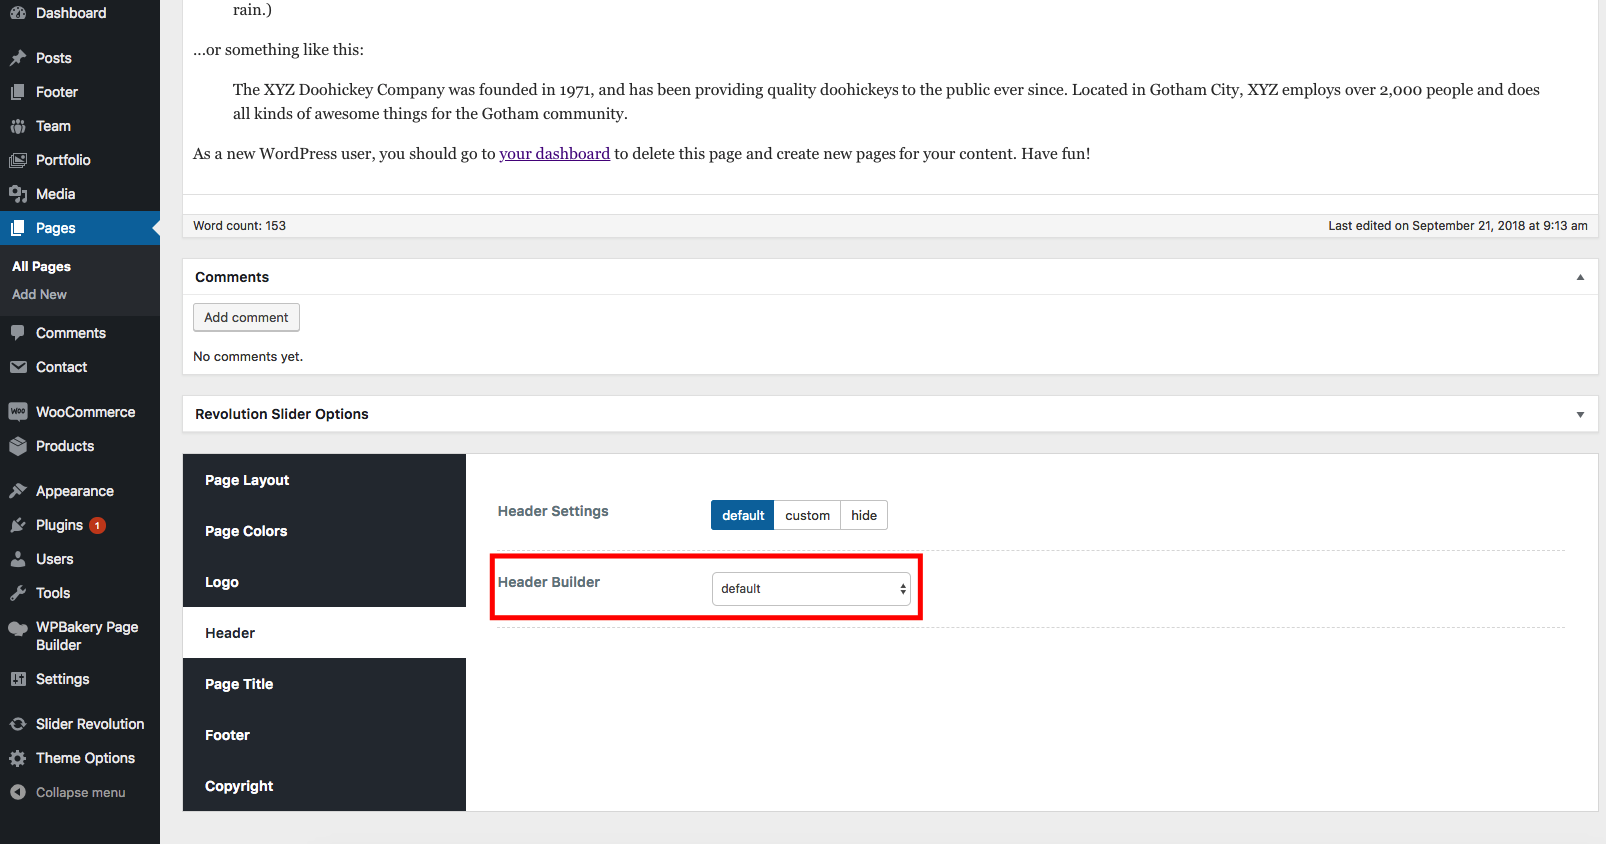 Dashboard
Posts
Footer
Team
Portfolio
Media
Pages
All Pages
Add New
Comments
Contact
WOO
WooCommerce
Products
Appearance
Plugins 1
Users
Tools
WPBakery Page
Builder
Settings
Slider Revolution
Theme Options
Collapse menu
rain.)
...or something like this:
The XYZ Doohickey Company was founded in 1971, and has been providing quality doohickeys to the public ever since. Located in Gotham City, XYZ employs over 2,000 people and does
all kinds of awesome things for the Gotham community.
As a new WordPress user, you should go to your dashboard to delete this page and create new pages for your content. Have fun!
Word count: 153
Last edited on September 21, 2018 at 9:13 am
Comments
Add comment
No comments yet.
Revolution Slider Options
Page Layout
Page Colors
Logo
Header
Page Title
Footer
Copyright
Header Settings
default custom hide
Header Builder
default